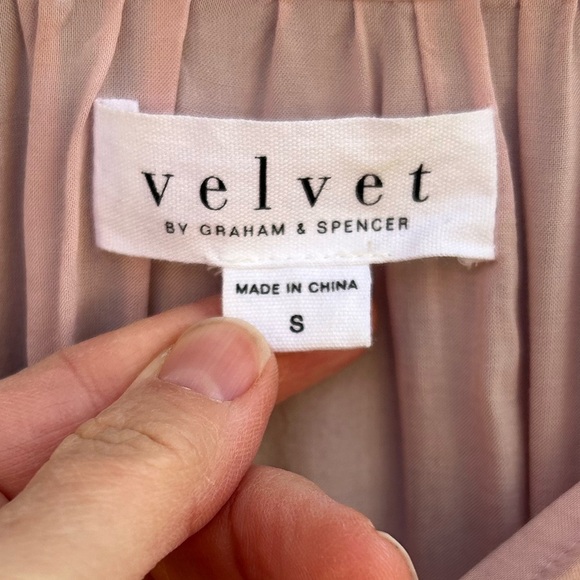 velvet
BY GRAHAM & SPENCER
MADE IN CHINA
S